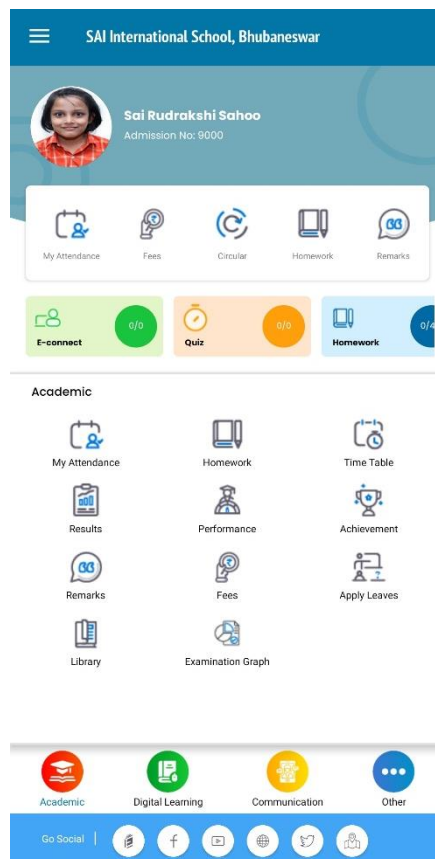 SAI International School, Bhubaneswar
Sai Rudrakshi Sahoo
Admission No: 9000
My Attendance Fees Circular Homework Remarks
E-connect 0/0 Quiz 0/0 Homework 0/4
Academic
My Attendance Homework Time Table
Results Performance Achievement
Remarks Fees Apply Leaves
Library Examination Graph
Academic Digital Learning Communication Other
Go Social |